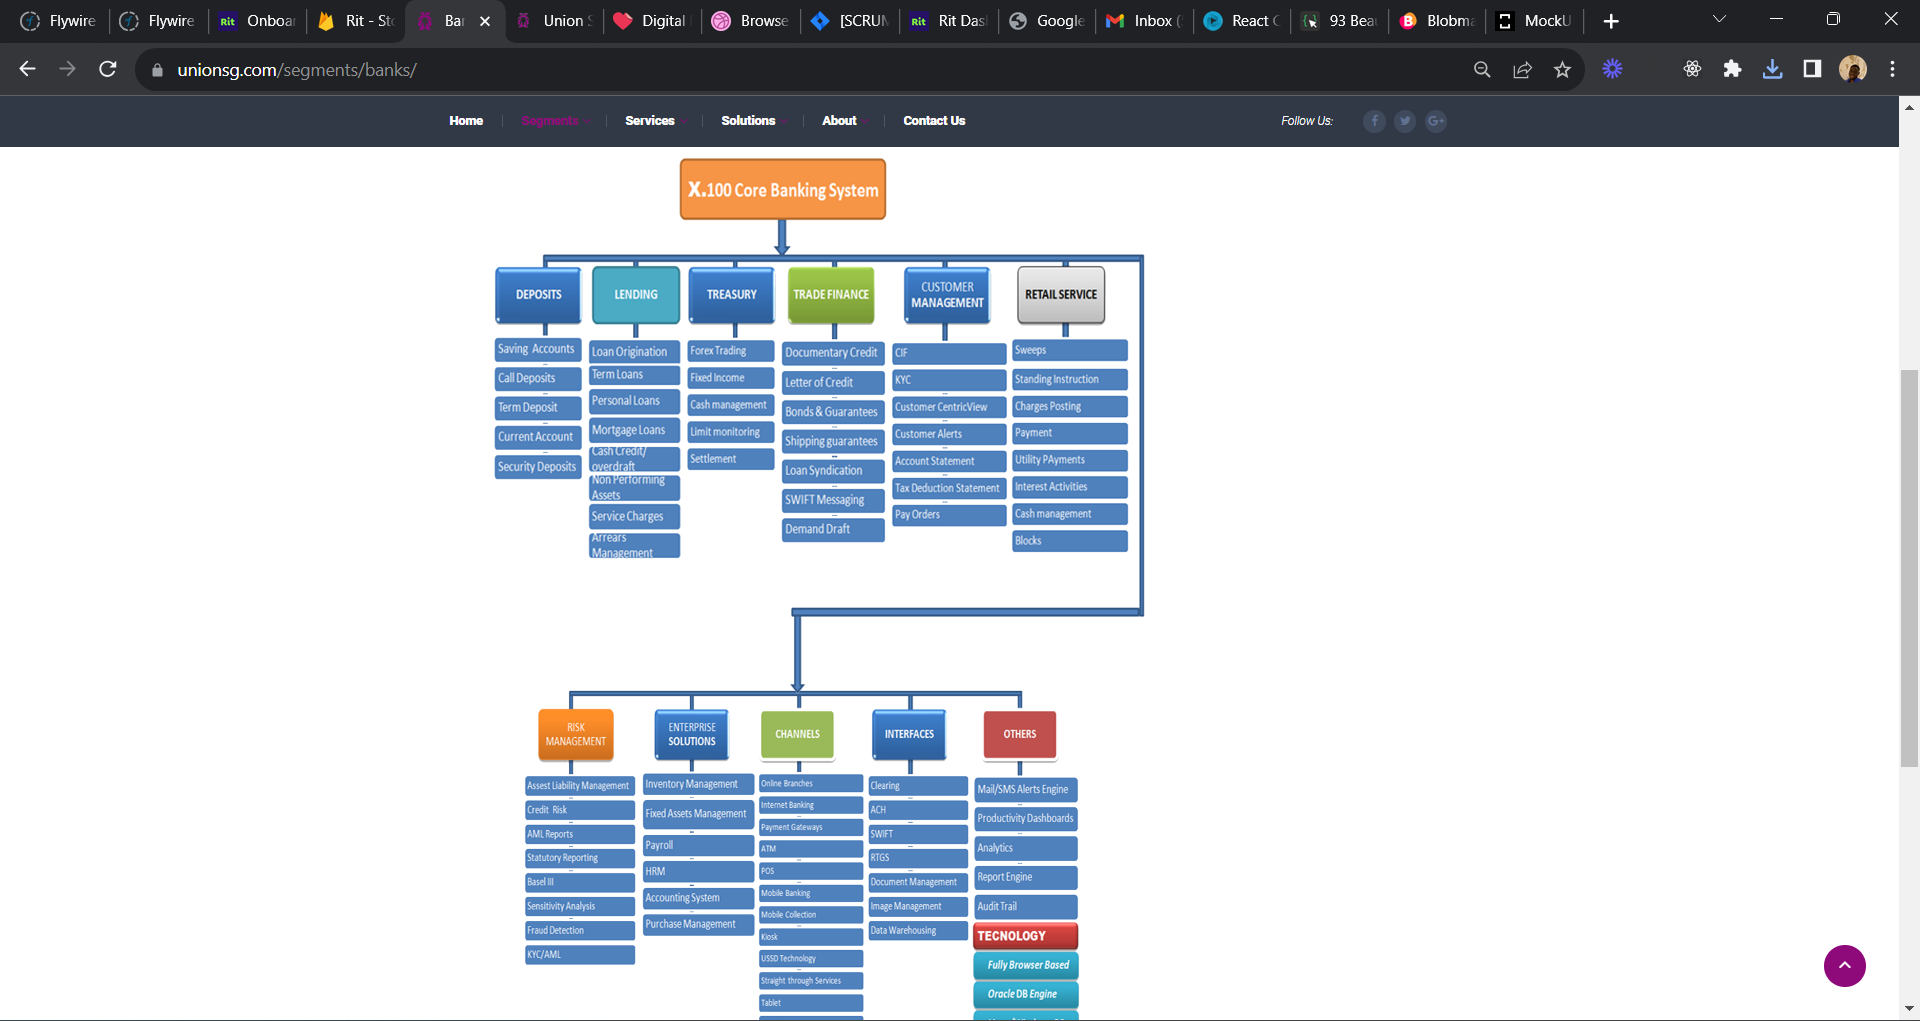 Flywire
Flywire
Rit Onboar
Rit - Sto
Bar
Union S
Digital
Browse
[SCRUM
Rit Rit Das
Google
Inbox (
React C
93 Beau
Blobma
MockU
unionsg.com/segments/banks/
Home
Segments
Services
Solutions
About
Contact Us
Follow Us:
X.100 Core Banking System
DEPOSITS
Saving Accounts
Call Deposits
Term Deposit
Current Account
Security Deposits
LENDING
Loan Origination
Term Loans
Personal Loans
Mortgage Loans
Cash Credit/
overdraft
Non Performing
Assets
Service Charges
Arrears
Management
TREASURY
Forex Trading
Fixed Income
Cash management
Limit monitoring
Settlement
TRADE FINANCE
Documentary Credit
Letter of Credit
Bonds & Guarantees
Shipping guarantees
Loan Syndication
SWIFT Messaging
Demand Draft
CUSTOMER
MANAGEMENT
CIF
KYC
Customer CentricView
Customer Alerts
Account Statement
Tax Deduction Statement
Pay Orders
RETAIL SERVICE
Sweeps
Standing Instruction
Charges Posting
Payment
Utility PAyments
Interest Activities
Cash management
Blocks
RISK
MANAGEMENT
Assest Liability Management
Credit Risk
AML Reports
Statutory Reporting
Basel III
Sensitivity Analysis
Fraud Detection
KYC/AML
ENTERPRISE
SOLUTIONS
Inventory Management
Fixed Assets Management
Payroll
HRM
Accounting System
Purchase Management
CHANNELS
Online Branches
Internet Banking
Payment Gateways
ATM
POS
Mobile Banking
Mobile Collection
Kiosk
USSD Technology
Straight through Services
Tablet
INTERFACES
Clearing
ACH
SWIFT
RTGS
Document Management
Image Management
Data Warehousing
OTHERS
Mail/SMS Alerts Engine
Productivity Dashboards
Analytics
Report Engine
Audit Trail
TECNOLOGY
Fully Browser Based
Oracle DB Engine